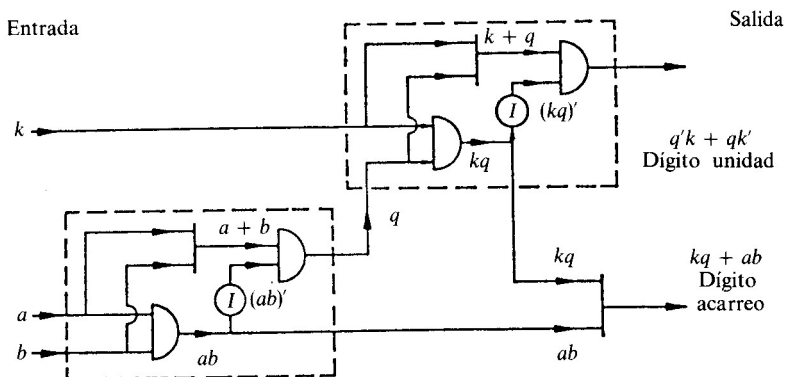 Entrada
Salida
k + q
I
(kq)'
k
kq
q'k + qk'
Dígito unidad
q
a + b
kq
kq + ab
Dígito
acarreo
I
(ab)'
a
b
ab
ab